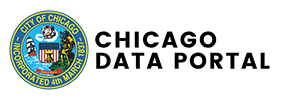 CITY OF CHICAGO
INCORPORATED 4th MARCH 1837
CHICAGO
DATA PORTAL